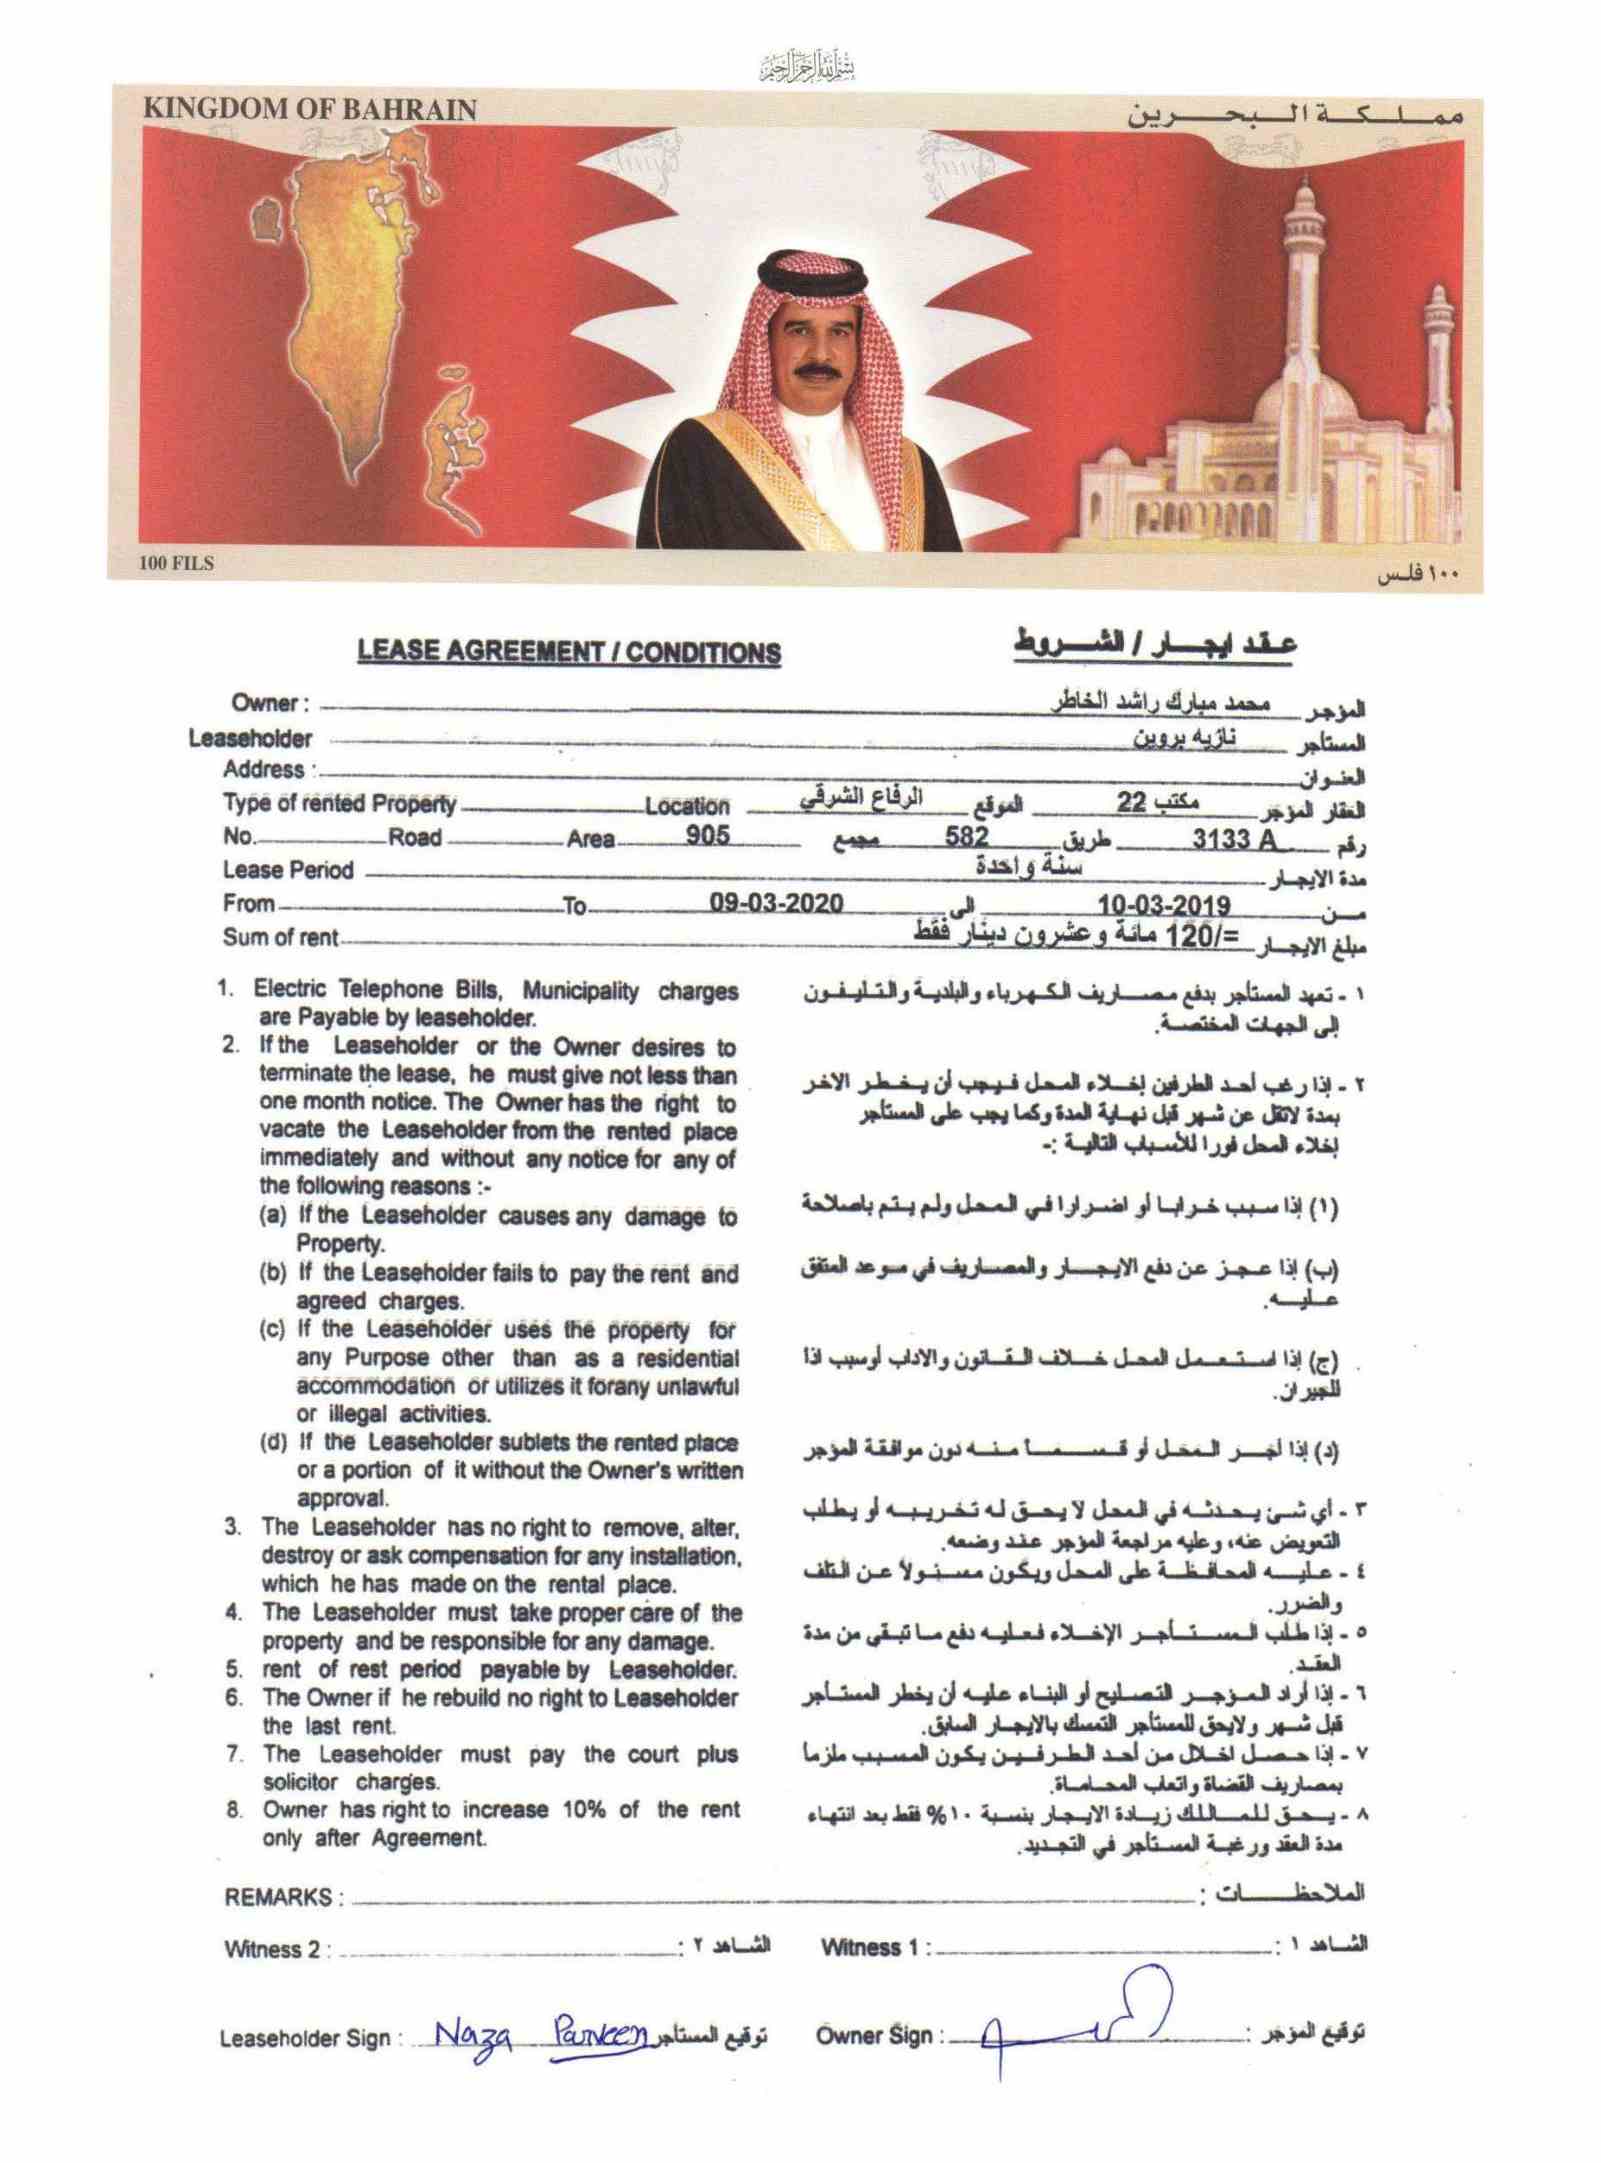 بسم الله الرحمن الرحيم
KINGDOM OF BAHRAIN مملكة البحرين
100 FILS ١٠٠ فلس
LEASE AGREEMENT / CONDITIONS عقد ايجار / الشروط
Owner : محمد مبارك راشد الخاطر المؤجر
Leaseholder نازيه بروين المستأجر
Address : العنوان
Type of rented Property Location الرفاع الشرقي الموقع مكتب 22 العقار المؤجر
No. Road Area 905 مجمع 582 طريق 3133 A رقم
Lease Period سنة واحدة مدة الايجار
From To 09-03-2020 الى 10-03-2019 من
Sum of rent 120/= مائة وعشرون دينار فقط مبلغ الايجار
1. Electric Telephone Bills, Municipality charges
are Payable by leaseholder.
2. If the Leaseholder or the Owner desires to
terminate the lease, he must give not less than
one month notice. The Owner has the right to
vacate the Leaseholder from the rented place
immediately and without any notice for any of
the following reasons :-
(a) If the Leaseholder causes any damage to
Property.
(b) If the Leaseholder fails to pay the rent and
agreed charges.
(c) If the Leaseholder uses the property for
any Purpose other than as a residential
accommodation or utilizes it forany unlawful
or illegal activities.
(d) If the Leaseholder sublets the rented place
or a portion of it without the Owner's written
approval.
3. The Leaseholder has no right to remove, alter,
destroy or ask compensation for any installation,
which he has made on the rental place.
4. The Leaseholder must take proper care of the
property and be responsible for any damage.
5. rent of rest period payable by Leaseholder.
6. The Owner if he rebuild no right to Leaseholder
the last rent.
7. The Leaseholder must pay the court plus
solicitor charges.
8. Owner has right to increase 10% of the rent
only after Agreement.
١ - تعهد المستأجر بدفع مصاريف الكهرباء والبلدية والتليفون
إلى الجهات المختصة.
٢ - إذا رغب أحد الطرفين إخلاء المحل فيجب أن يخطر الاخر
بمدة لاتقل عن شهر قبل نهاية المدة وكما يجب على المستأجر
إخلاء المحل فورا للأسباب التالية :-
(١) إذا سبب خرابا أو اضرارا في المحل ولم يتم باصلاحة
(ب) إذا عجز عن دفع الايجار والمصاريف في موعد المتفق
عليه.
(ج) إذا استعمل المحل خلاف القانون والاداب أوسبب اذا
للجيران.
(د) إذا أجر المحل أو قسما منه دون موافقة المؤجر
٣ - أي شئ يحدثه في المحل لا يحق له تخريبه أو يطلب
التعويض عنه، وعليه مراجعة المؤجر عند وضعه.
٤ - عليه المحافظة على المحل ويكون مسئولا عن التلف
والضرر.
٥ - إذا طلب المستأجر الإخلاء فعليه دفع ما تبقى من مدة
العقد.
٦ - إذا أراد المؤجر التصليح أو البناء عليه أن يخطر المستأجر
قبل شهر ولايحق للمستأجر التمسك بالايجار السابق.
٧ - إذا حصل اخلال من أحد الطرفين يكون المسبب ملزما
بمصاريف القضاة واتعاب المحاماة.
٨ - يحق للمالك زيادة الايجار بنسبة ١٠% فقط بعد انتهاء
مدة العقد ورغبة المستأجر في التجديد.
REMARKS : الملاحظات :
Witness 2 : الشاهد ٢ : Witness 1 : الشاهد ١ :
Leaseholder Sign : Naza Parveen توقيع المستأجر Owner Sign : توقيع المؤجر :